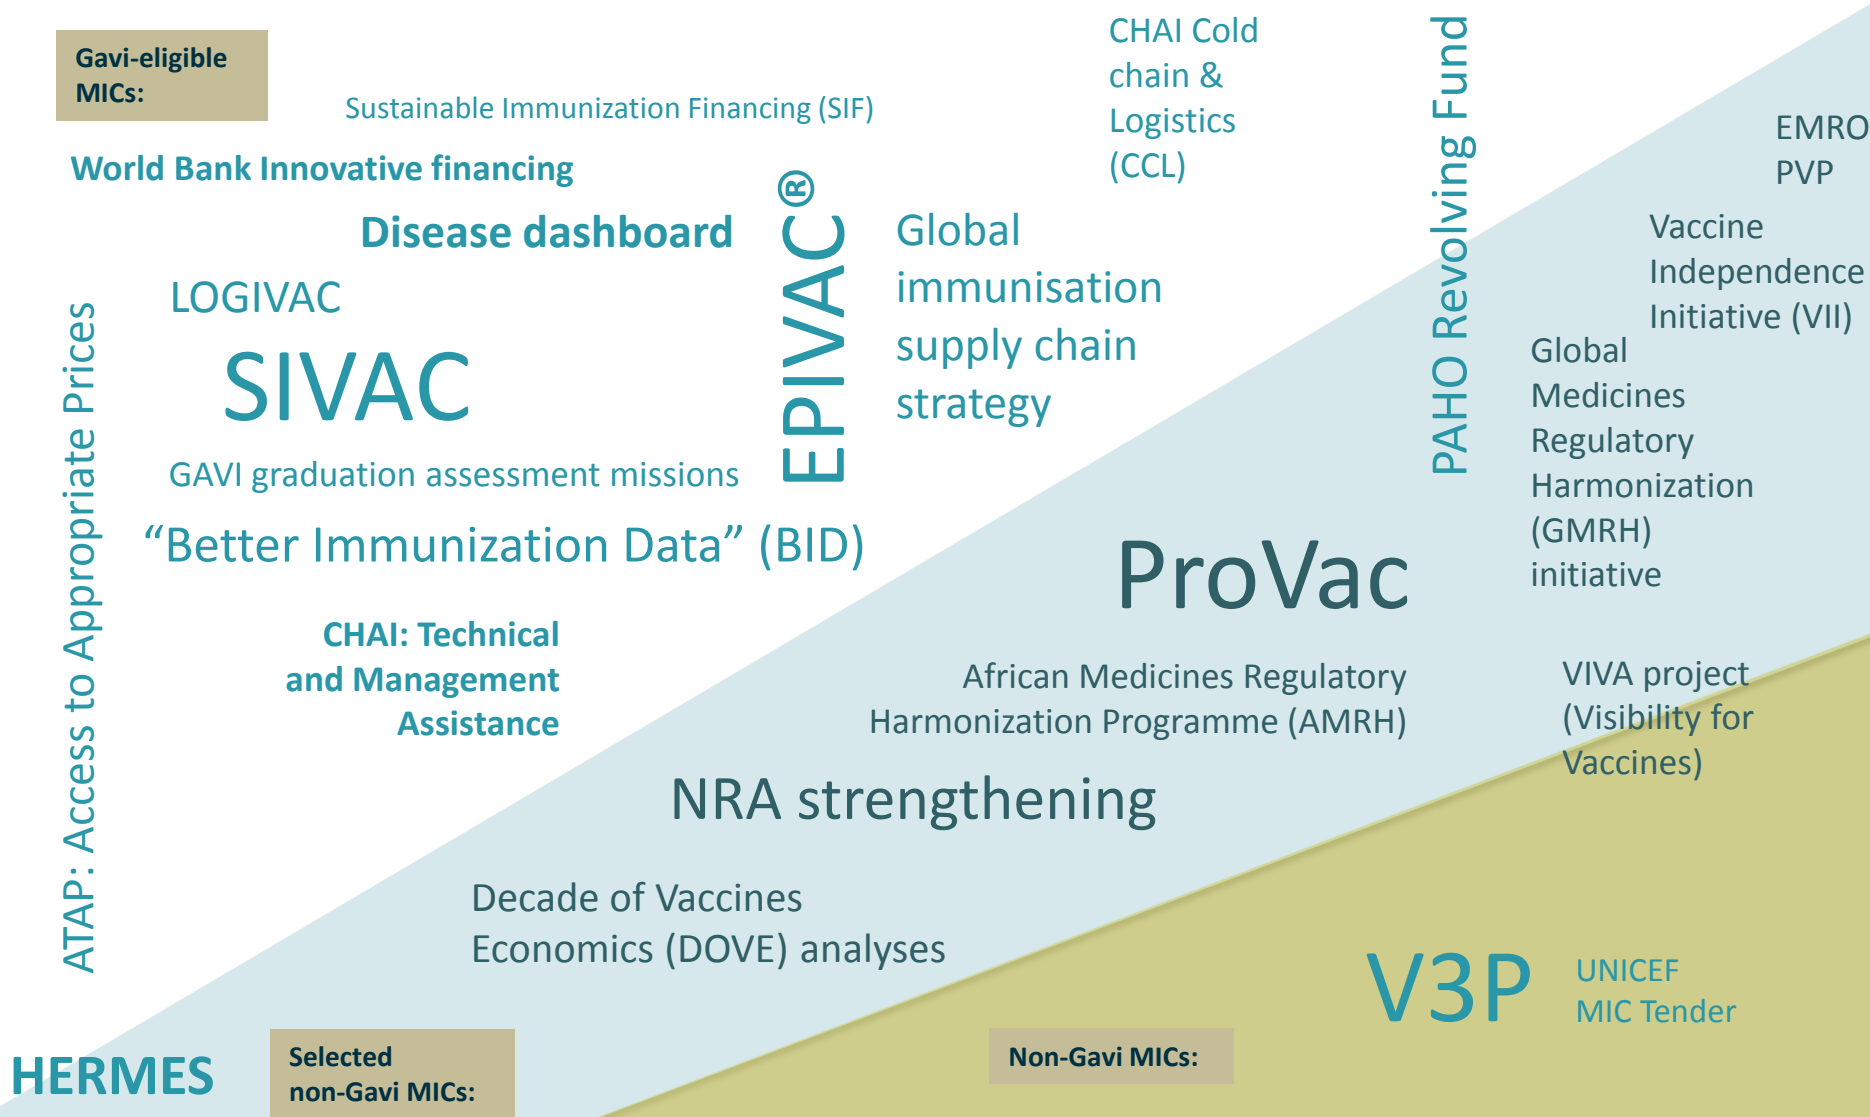 Gavi-eligible
MICs:
Sustainable Immunization Financing (SIF)
World Bank Innovative financing
Disease dashboard
LOGIVAC
SIVAC
GAVI graduation assessment missions
“Better Immunization Data” (BID)
CHAI: Technical
and Management
Assistance
ATAP: Access to Appropriate Prices
HERMES
EPIVAC®
Global
immunisation
supply chain
strategy
CHAI Cold
chain &
Logistics
(CCL)
PAHO Revolving Fund
EMRO
PVP
Vaccine
Independence
Initiative (VII)
Global
Medicines
Regulatory
Harmonization
(GMRH)
initiative
ProVac
African Medicines Regulatory
Harmonization Programme (AMRH)
VIVA project
(Visibility for
Vaccines)
NRA strengthening
Decade of Vaccines
Economics (DOVE) analyses
Selected
non-Gavi MICs:
Non-Gavi MICs:
V3P
UNICEF
MIC Tender